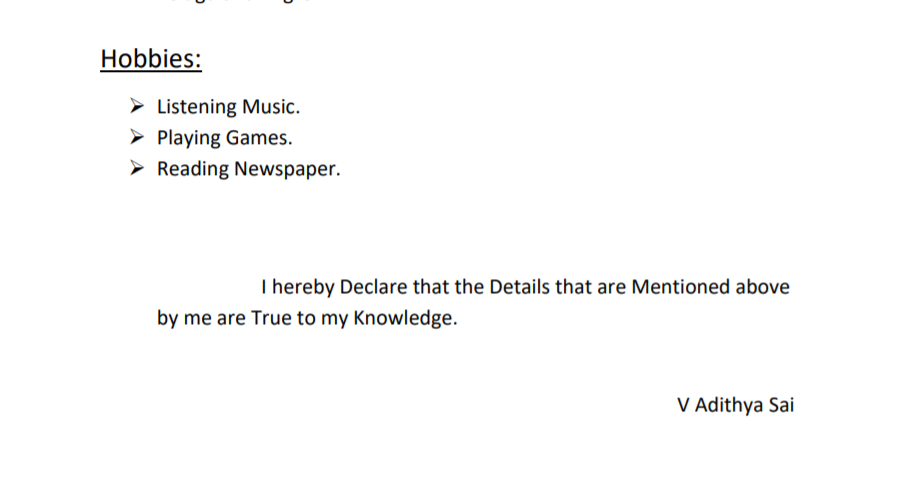 Hobbies:
➢ Listening Music.
➢ Playing Games.
➢ Reading Newspaper.
I hereby Declare that the Details that are Mentioned above
by me are True to my Knowledge.
V Adithya Sai